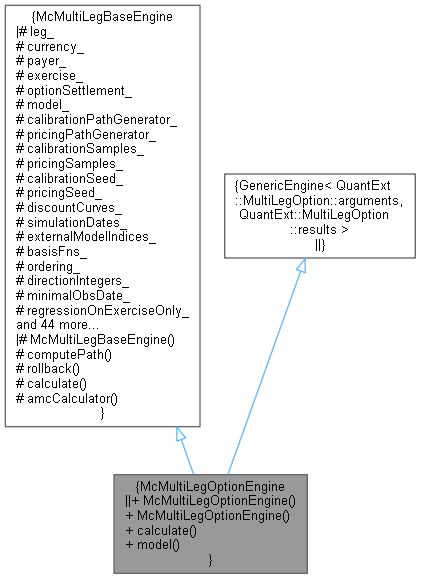 {McMultiLegBaseEngine
|# leg_
# currency_
# payer_
# exercise_
# optionSettlement_
# model_
# calibrationPathGenerator_
# pricingPathGenerator_
# calibrationSamples_
# pricingSamples_
# calibrationSeed_
# pricingSeed_
# discountCurves_
# simulationDates_
# externalModelIndices_
# basisFns_
# ordering_
# directionIntegers_
# minimalObsDate_
# regressionOnExerciseOnly_
and 44 more...
|# McMultiLegBaseEngine()
# computePath()
# rollback()
# calculate()
# amcCalculator()
}
{GenericEngine< QuantExt
::MultiLegOption::arguments,
QuantExt::MultiLegOption
::results >
||}
{McMultiLegOptionEngine
||+ McMultiLegOptionEngine()
+ McMultiLegOptionEngine()
+ calculate()
+ model()
}